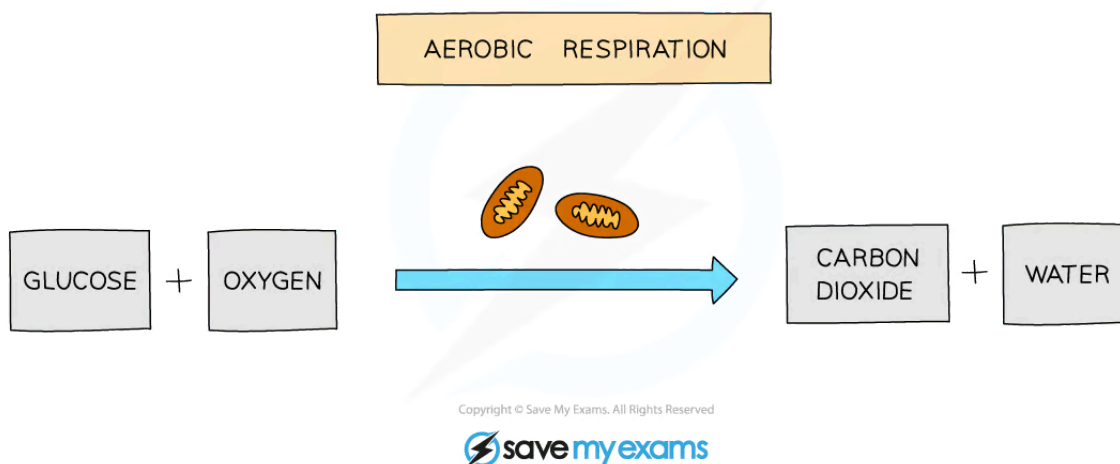 AEROBIC RESPIRATION
GLUCOSE + OXYGEN
CARBON
DIOXIDE
+ WATER
Copyright © Save My Exams. All Rights Reserved
save my exams